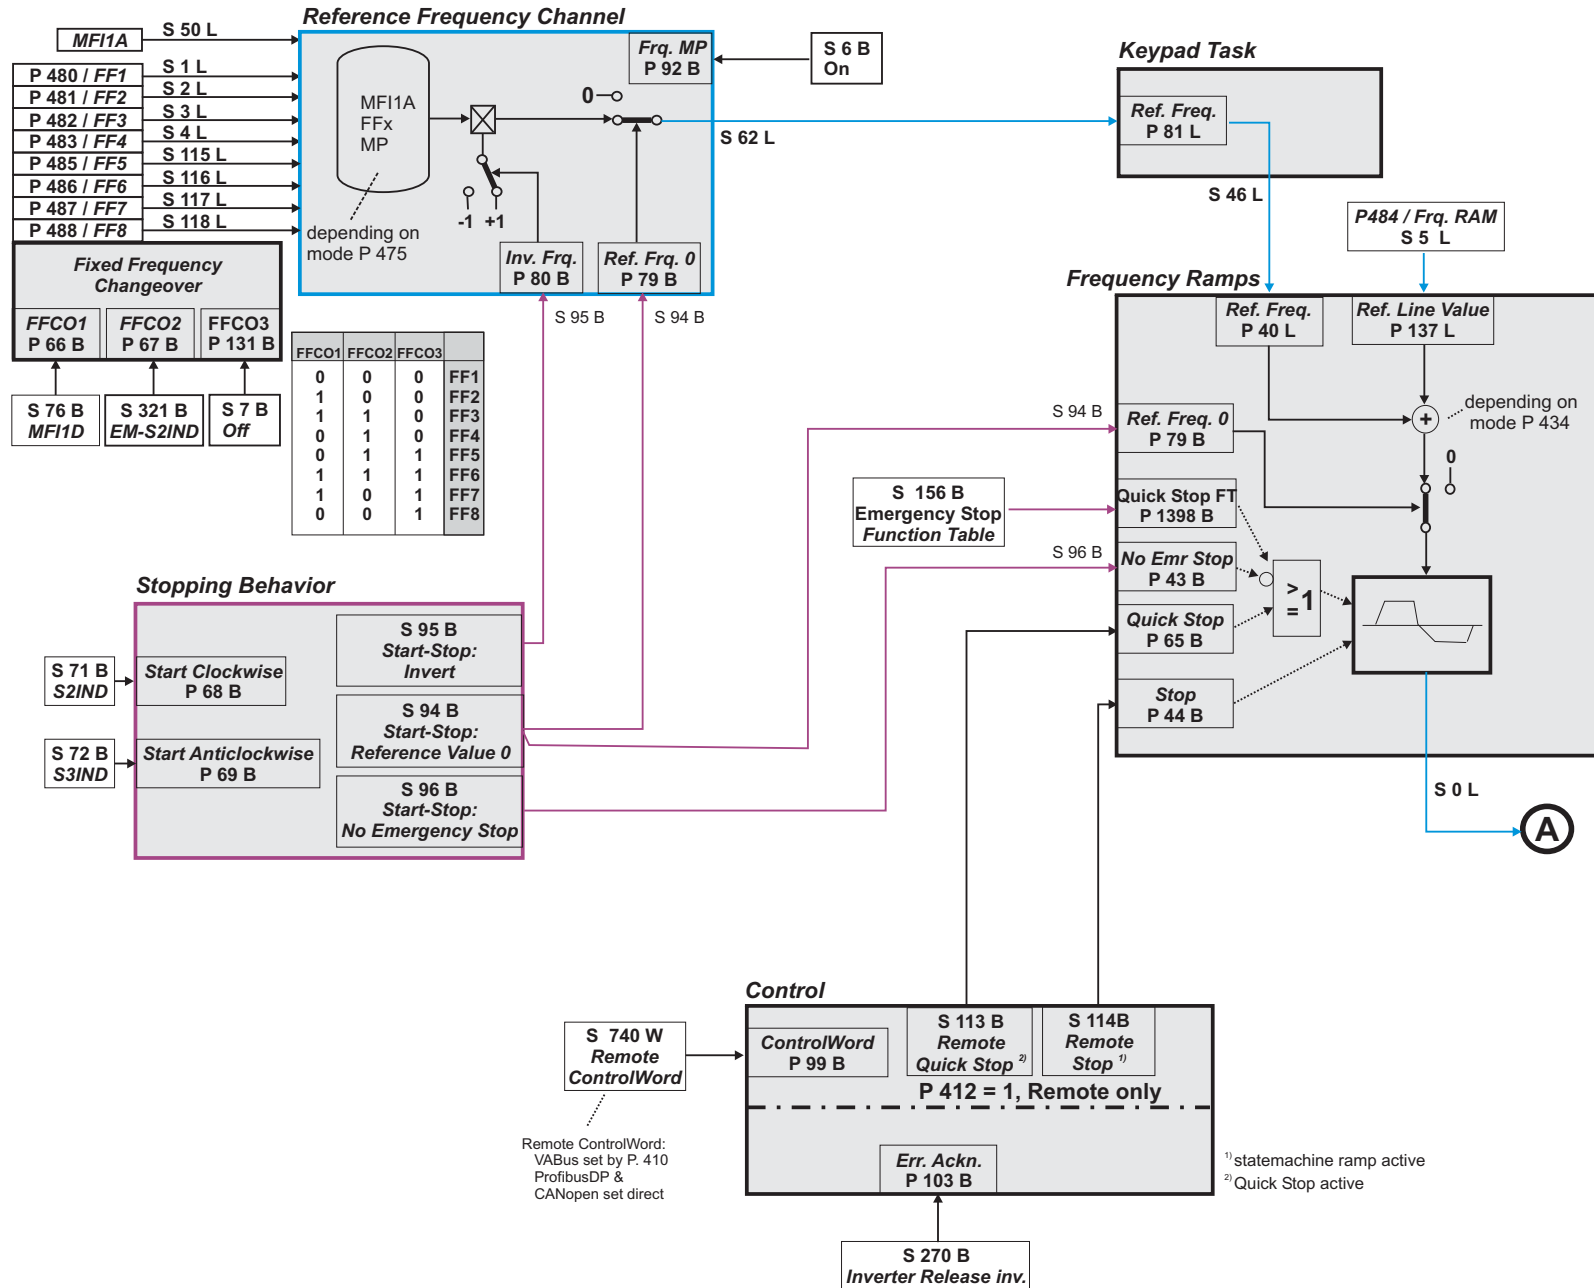 Reference Frequency Channel
MFI1A
S 50 L
P 480 / FF1
S 1 L
P 481 / FF2
S 2 L
P 482 / FF3
S 3 L
P 483 / FF4
S 4 L
P 485 / FF5
S 115 L
P 486 / FF6
S 116 L
P 487 / FF7
S 117 L
P 488 / FF8
S 118 L
MFI1A
FFx
MP
depending on
mode P 475
-1 +1
0
Frq. MP
P 92 B
S 6 B
On
Inv. Frq.
P 80 B
Ref. Frq. 0
P 79 B
S 62 L
Keypad Task
Ref. Freq.
P 81 L
S 46 L
P484 / Frq. RAM
S 5 L
Fixed Frequency
Changeover
FFCO1
P 66 B
FFCO2
P 67 B
FFCO3
P 131 B
S 76 B
MFI1D
S 321 B
EM-S2IND
S 7 B
Off
S 95 B
S 94 B
FFCO1 FFCO2 FFCO3
0 0 0 FF1
1 0 0 FF2
1 1 0 FF3
0 1 0 FF4
0 1 1 FF5
1 1 1 FF6
1 0 1 FF7
0 0 1 FF8
Frequency Ramps
Ref. Freq.
P 40 L
Ref. Line Value
P 137 L
+
depending on
mode P 434
0
S 94 B
Ref. Freq. 0
P 79 B
S 156 B
Emergency Stop
Function Table
Quick Stop FT
P 1398 B
S 96 B
No Emr Stop
P 43 B
Quick Stop
P 65 B
Stop
P 44 B
>
= 1
S 0 L
A
Stopping Behavior
S 71 B
S2IND
Start Clockwise
P 68 B
S 72 B
S3IND
Start Anticlockwise
P 69 B
S 95 B
Start-Stop:
Invert
S 94 B
Start-Stop:
Reference Value 0
S 96 B
Start-Stop:
No Emergency Stop
Control
S 740 W
Remote
ControlWord
ControlWord
P 99 B
S 113 B
Remote
Quick Stop 2)
S 114B
Remote
Stop 1)
P 412 = 1, Remote only
Remote ControlWord:
VABus set by P. 410
ProfibusDP &
CANopen set direct
Err. Ackn.
P 103 B
1) statemachine ramp active
2) Quick Stop active
S 270 B
Inverter Release inv.